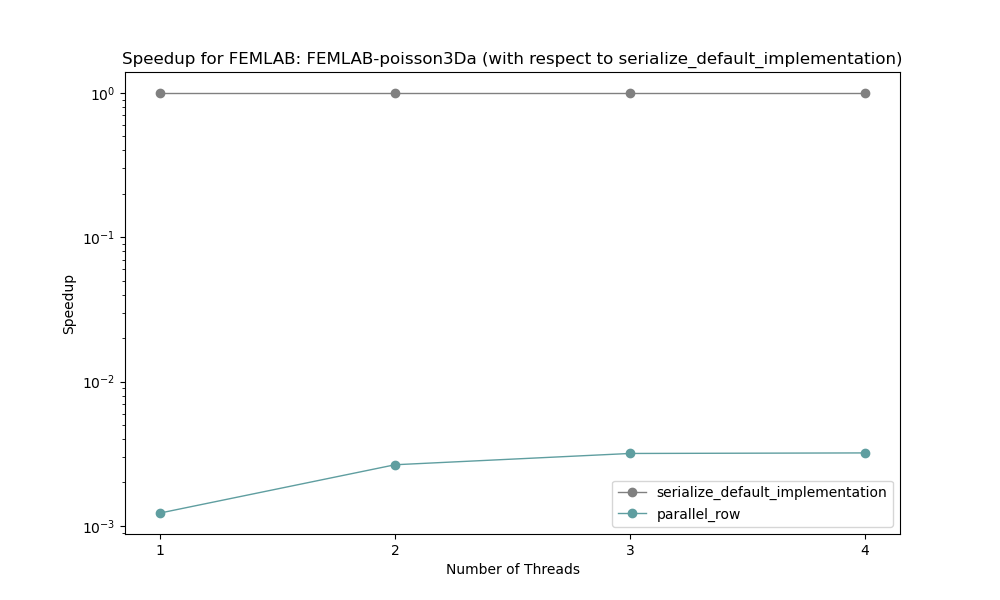 Speedup for FEMLAB: FEMLAB-poisson3Da (with respect to serialize_default_implementation)
10⁰
10⁻¹
10⁻²
10⁻³
Speedup
serialize_default_implementation
parallel_row
1 2 3 4
Number of Threads